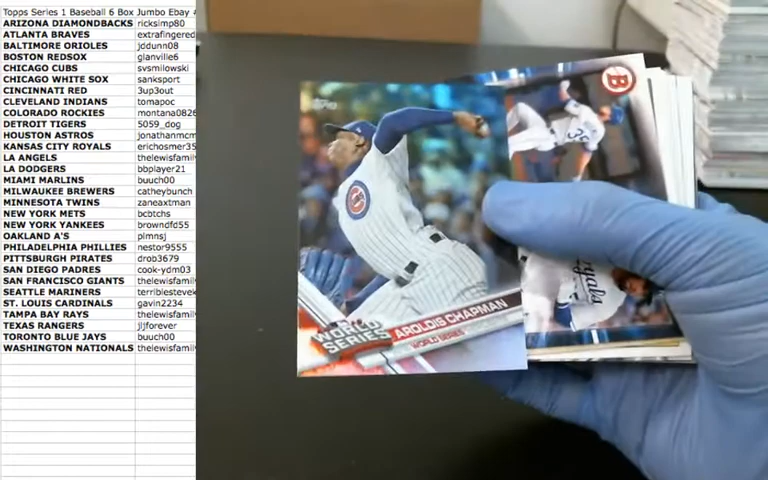 Topps Series 1 Baseball 6 Box Jumbo Ebay #
ARIZONA DIAMONDBACKS ricksimp80
ATLANTA BRAVES extrafingered
BALTIMORE ORIOLES jddunn08
BOSTON REDSOX glanville6
CHICAGO CUBS svsmilowski
CHICAGO WHITE SOX sanksport
CINCINNATI RED 3up3out
CLEVELAND INDIANS tomapoc
COLORADO ROCKIES montana0826
DETROIT TIGERS 5059_dog
HOUSTON ASTROS jonathanmcm
KANSAS CITY ROYALS erichosmer35
LA ANGELS thelewisfamil
LA DODGERS bbplayer21
MIAMI MARLINS buuch00
MILWAUKEE BREWERS catheybunch
MINNESOTA TWINS zaneaxtman
NEW YORK METS bcbtchs
NEW YORK YANKEES browndfd55
OAKLAND A'S plmnsj
PHILADELPHIA PHILLIES nestor9555
PITTSBURGH PIRATES drob3679
SAN DIEGO PADRES cook-ydm03
SAN FRANCISCO GIANTS thelewisfamil
SEATTLE MARINERS terriblestevek
ST. LOUIS CARDINALS gavin2234
TAMPA BAY RAYS thelewisfamil
TEXAS RANGERS jljforever
TORONTO BLUE JAYS buuch00
WASHINGTON NATIONALS thelewisfamil
Topps
WORLD SERIES
AROLDIS CHAPMAN
WORLD SERIES
B
35
Royals